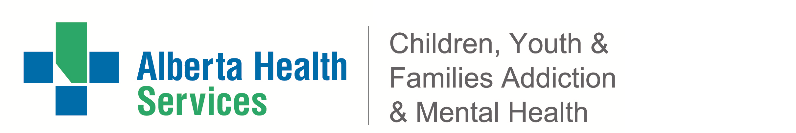 Alberta Health
Services
Children, Youth &
Families Addiction
& Mental Health